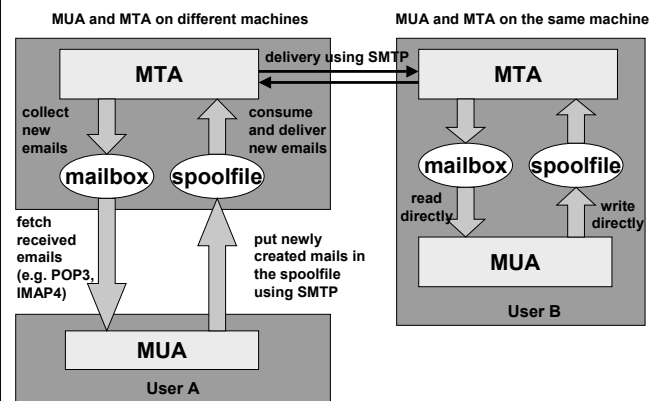 MUA and MTA on different machines
MUA and MTA on the same machine
delivery using SMTP
MTA
MTA
collect
new
emails
consume
and deliver
new emails
mailbox
spoolfile
mailbox
spoolfile
read
directly
write
directly
fetch
received
emails
(e.g. POP3,
IMAP4)
put newly
created mails in
the spoolfile
using SMTP
MUA
User B
MUA
User A